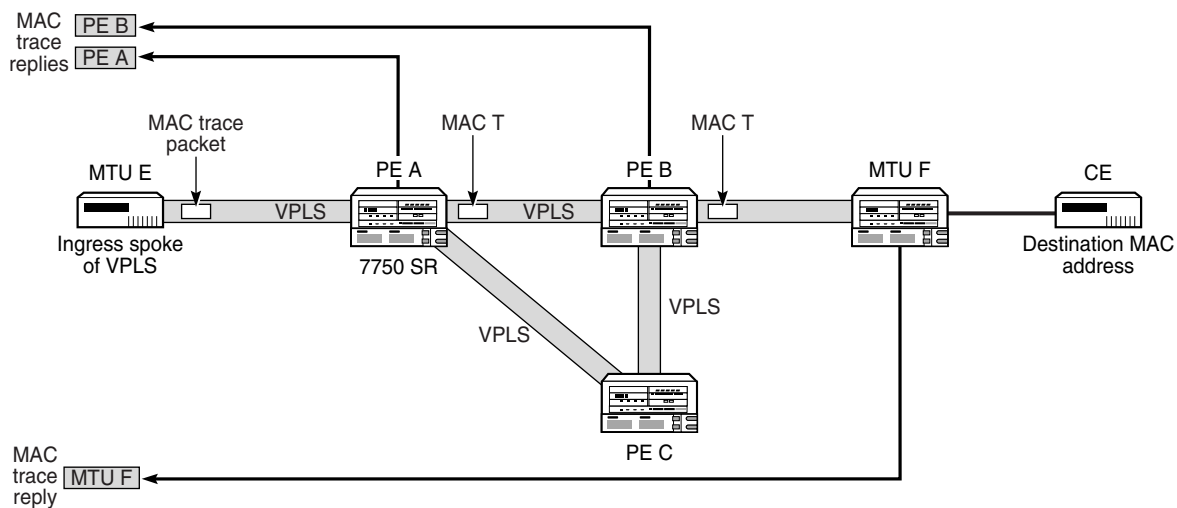 MAC
trace
replies
PE B
PE A
MAC trace
packet
MAC T
MAC T
MTU E
PE A
PE B
MTU F
CE
VPLS
VPLS
Ingress spoke
of VPLS
7750 SR
Destination MAC
address
VPLS
VPLS
PE C
MAC
trace
reply
MTU F